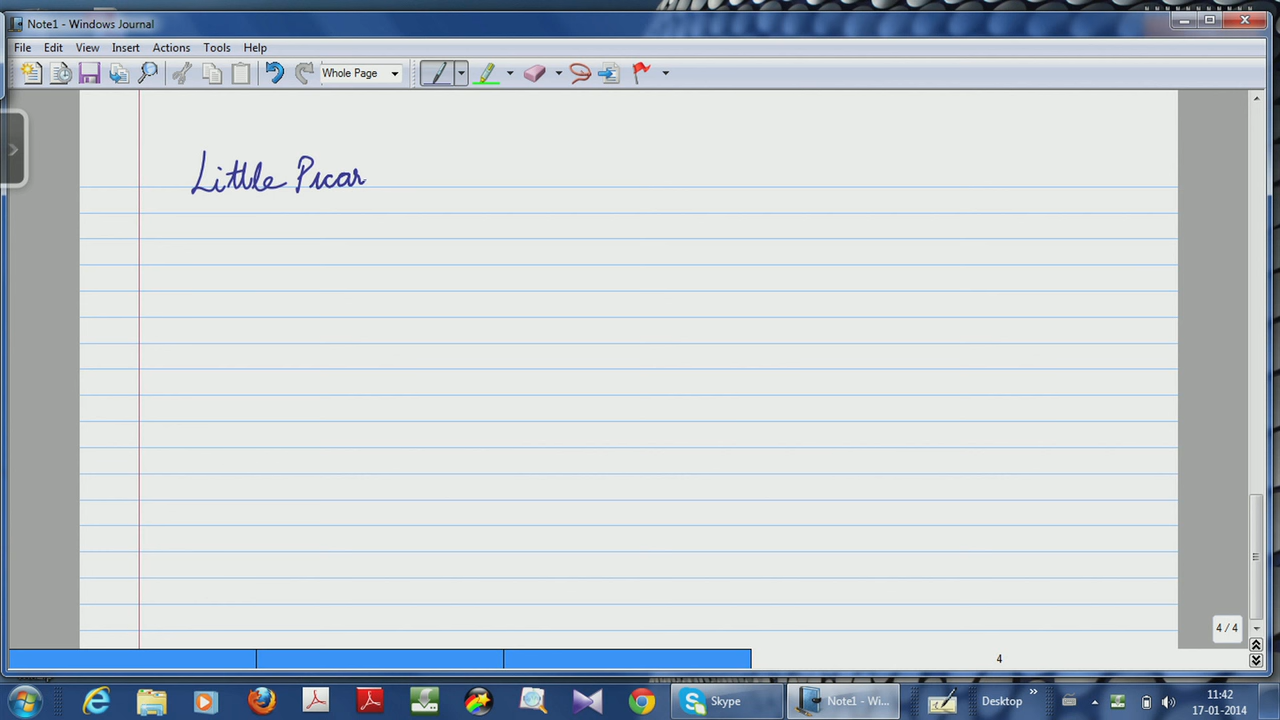 Note1 - Windows Journal
File Edit View Insert Actions Tools Help
Whole Page
Little Picar
4 / 4
4
Skype
Note1 - Wi...
Desktop
11:42
17-01-2014